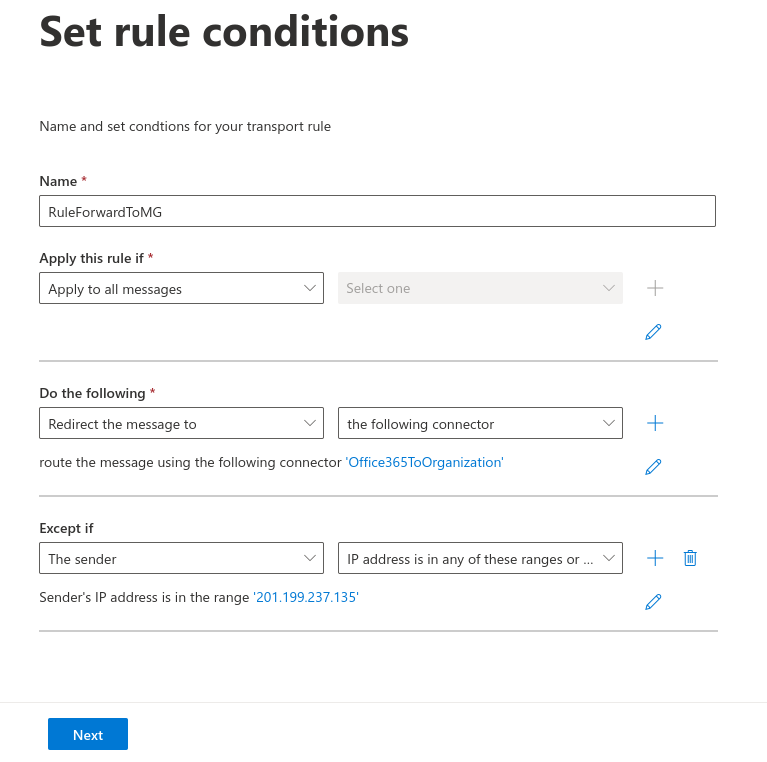 Set rule conditions
Name and set condtions for your transport rule
Name *
RuleForwardToMG
Apply this rule if *
Apply to all messages
Select one
Do the following *
Redirect the message to
the following connector
route the message using the following connector 'Office365ToOrganization'
Except if
The sender
IP address is in any of these ranges or ...
Sender's IP address is in the range '201.199.237.135'
Next